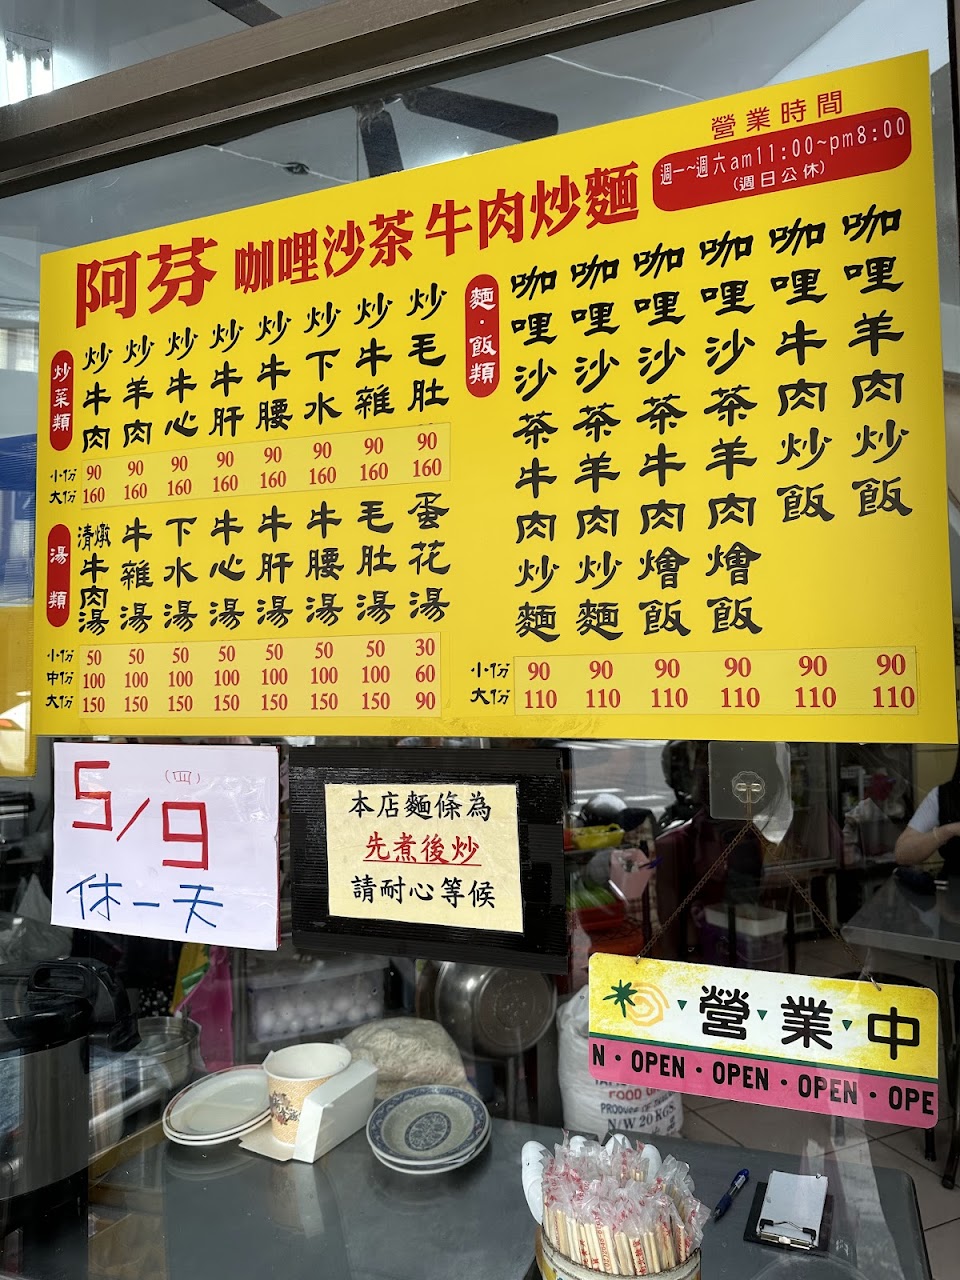 營業時間
週一~週六am11:00~pm8:00
(週日公休)
阿芬 咖哩沙茶牛肉炒麵
炒菜類
炒牛肉
炒羊肉
炒牛心
炒牛肝
炒牛腰
炒下水
炒牛雜
炒毛肚
小份 90 90 90 90 90 90 90 90
大份 160 160 160 160 160 160 160 160
湯類
清燉牛肉湯
牛雜湯
下水湯
牛心湯
牛肝湯
牛腰湯
毛肚湯
蛋花湯
小份 50 50 50 50 50 50 50 30
中份 100 100 100 100 100 100 100 60
大份 150 150 150 150 150 150 150 90
麵·飯類
咖哩沙茶牛肉炒麵
咖哩沙茶羊肉炒麵
咖哩沙茶牛肉燴飯
咖哩沙茶羊肉燴飯
咖哩牛肉炒飯
咖哩羊肉炒飯
小份 90 90 90 90 90 90
大份 110 110 110 110 110 110
(四)
5/9
休一天
本店麵條為
先煮後炒
請耐心等候
營業中
N · OPEN · OPEN · OPEN · OPE
FOOD
N/W 20 KGS.